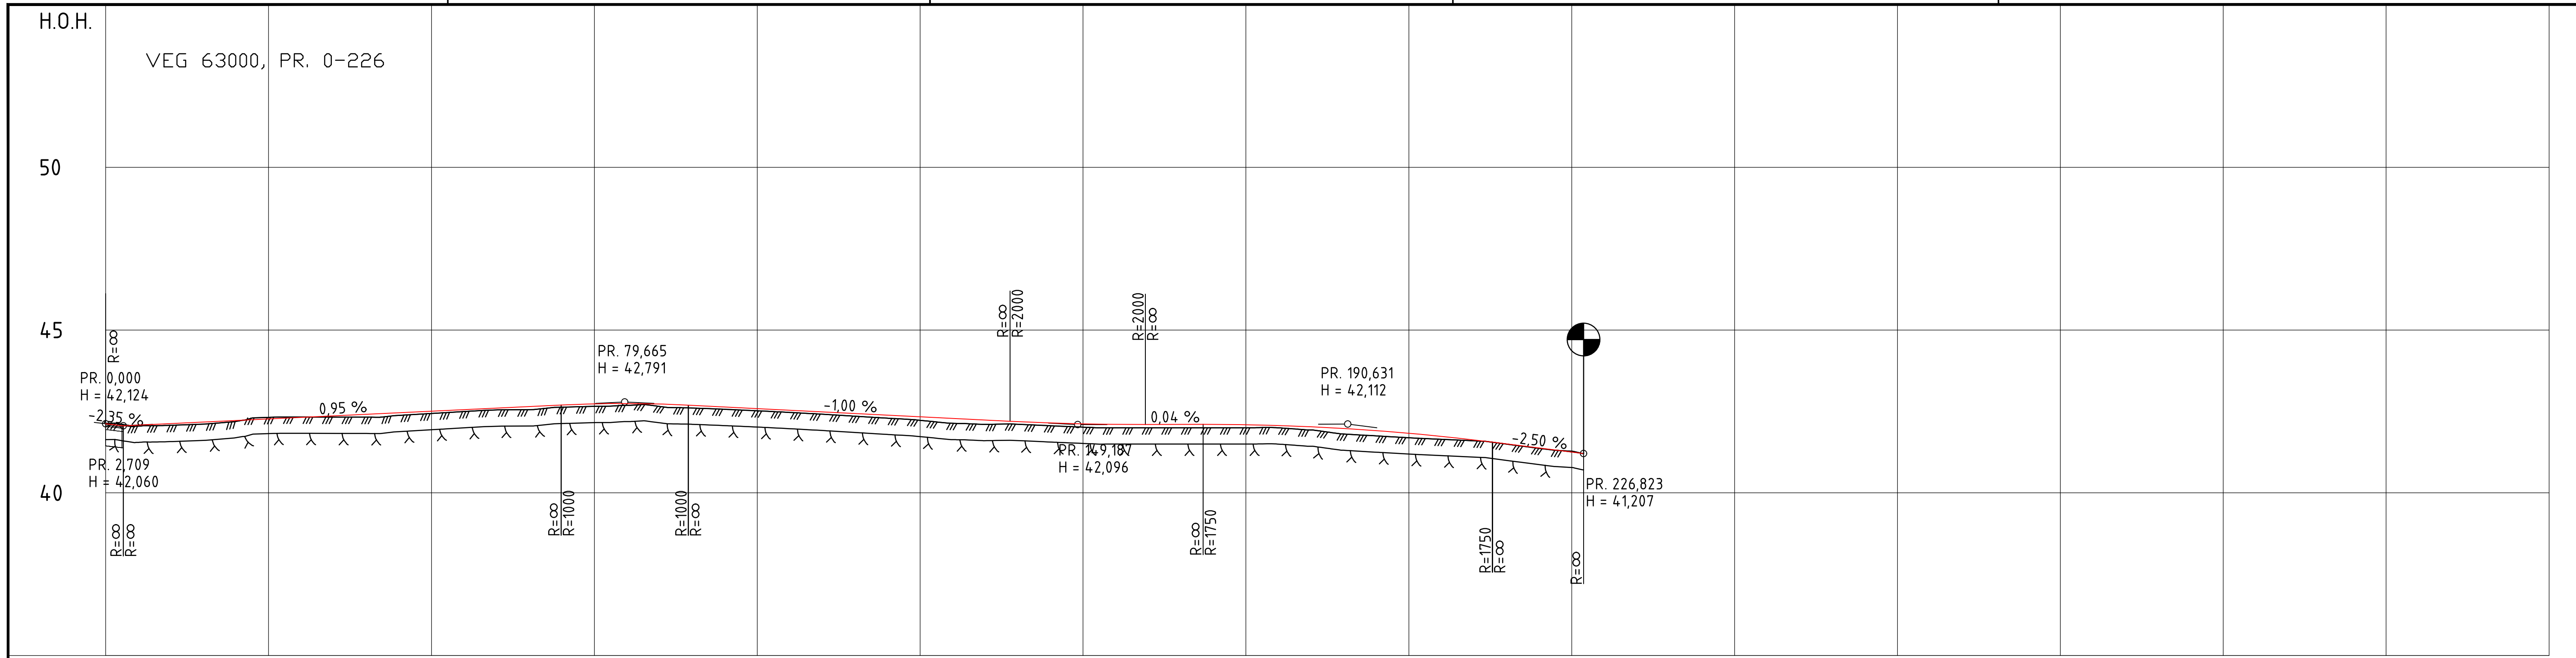 H.O.H.
VEG 63000, PR. 0-226
50
45
40
R=∞
PR. 0,000
H = 42,124
-2,35 %
PR. 2,709
H = 42,060
R=∞
R=∞
0,95 %
R=∞
R=1000
PR. 79,665
H = 42,791
R=1000
R=∞
-1,00 %
R=∞
R=2000
PR. 149,187
H = 42,096
R=2000
R=∞
0,04 %
R=∞
R=1750
PR. 190,631
H = 42,112
R=1750
R=∞
-2,50 %
R=∞
PR. 226,823
H = 41,207